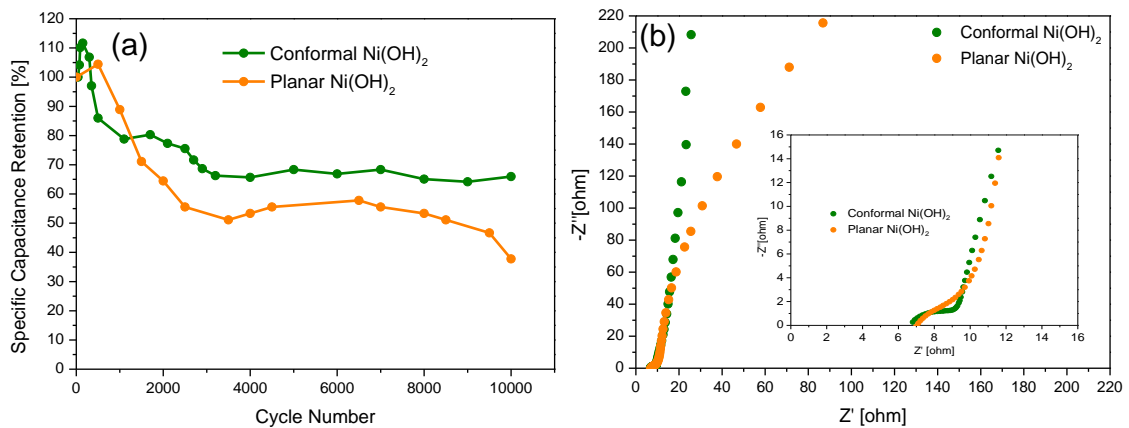 (a)
Conformal Ni(OH)₂
Planar Ni(OH)₂
Specific Capacitance Retention [%]
120
110
100
90
80
70
60
50
40
30
20
10
0
0 2000 4000 6000 8000 10000
Cycle Number
(b)
Conformal Ni(OH)₂
Planar Ni(OH)₂
-Z"[ohm]
220
200
180
160
140
120
100
80
60
40
20
0
0 20 40 60 80 100 120 140 160 180 200 220
Z' [ohm]
Conformal Ni(OH)₂
Planar Ni(OH)₂
-Z"[ohm]
16
14
12
10
8
6
4
2
0
0 2 4 6 8 10 12 14 16
Z' [ohm]